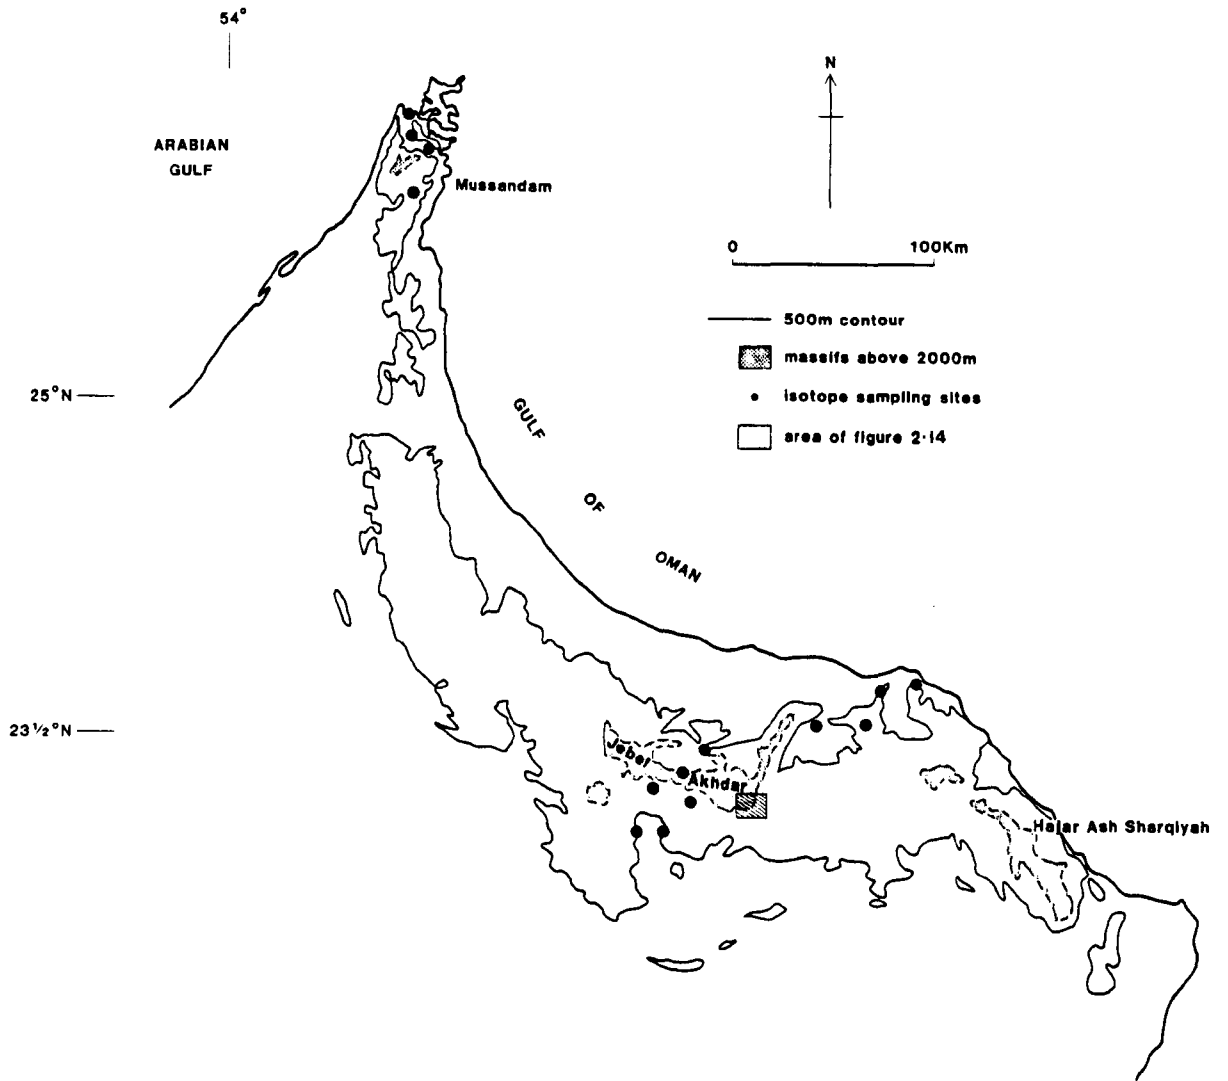 54°
N
ARABIAN
GULF
Mussandam
0 100Km
500m contour
massifs above 2000m
25°N
isotope sampling sites
GULF
area of figure 2·14
OF
OMAN
23½°N
Jebel
Akhdar
Hajar Ash Sharqiyah